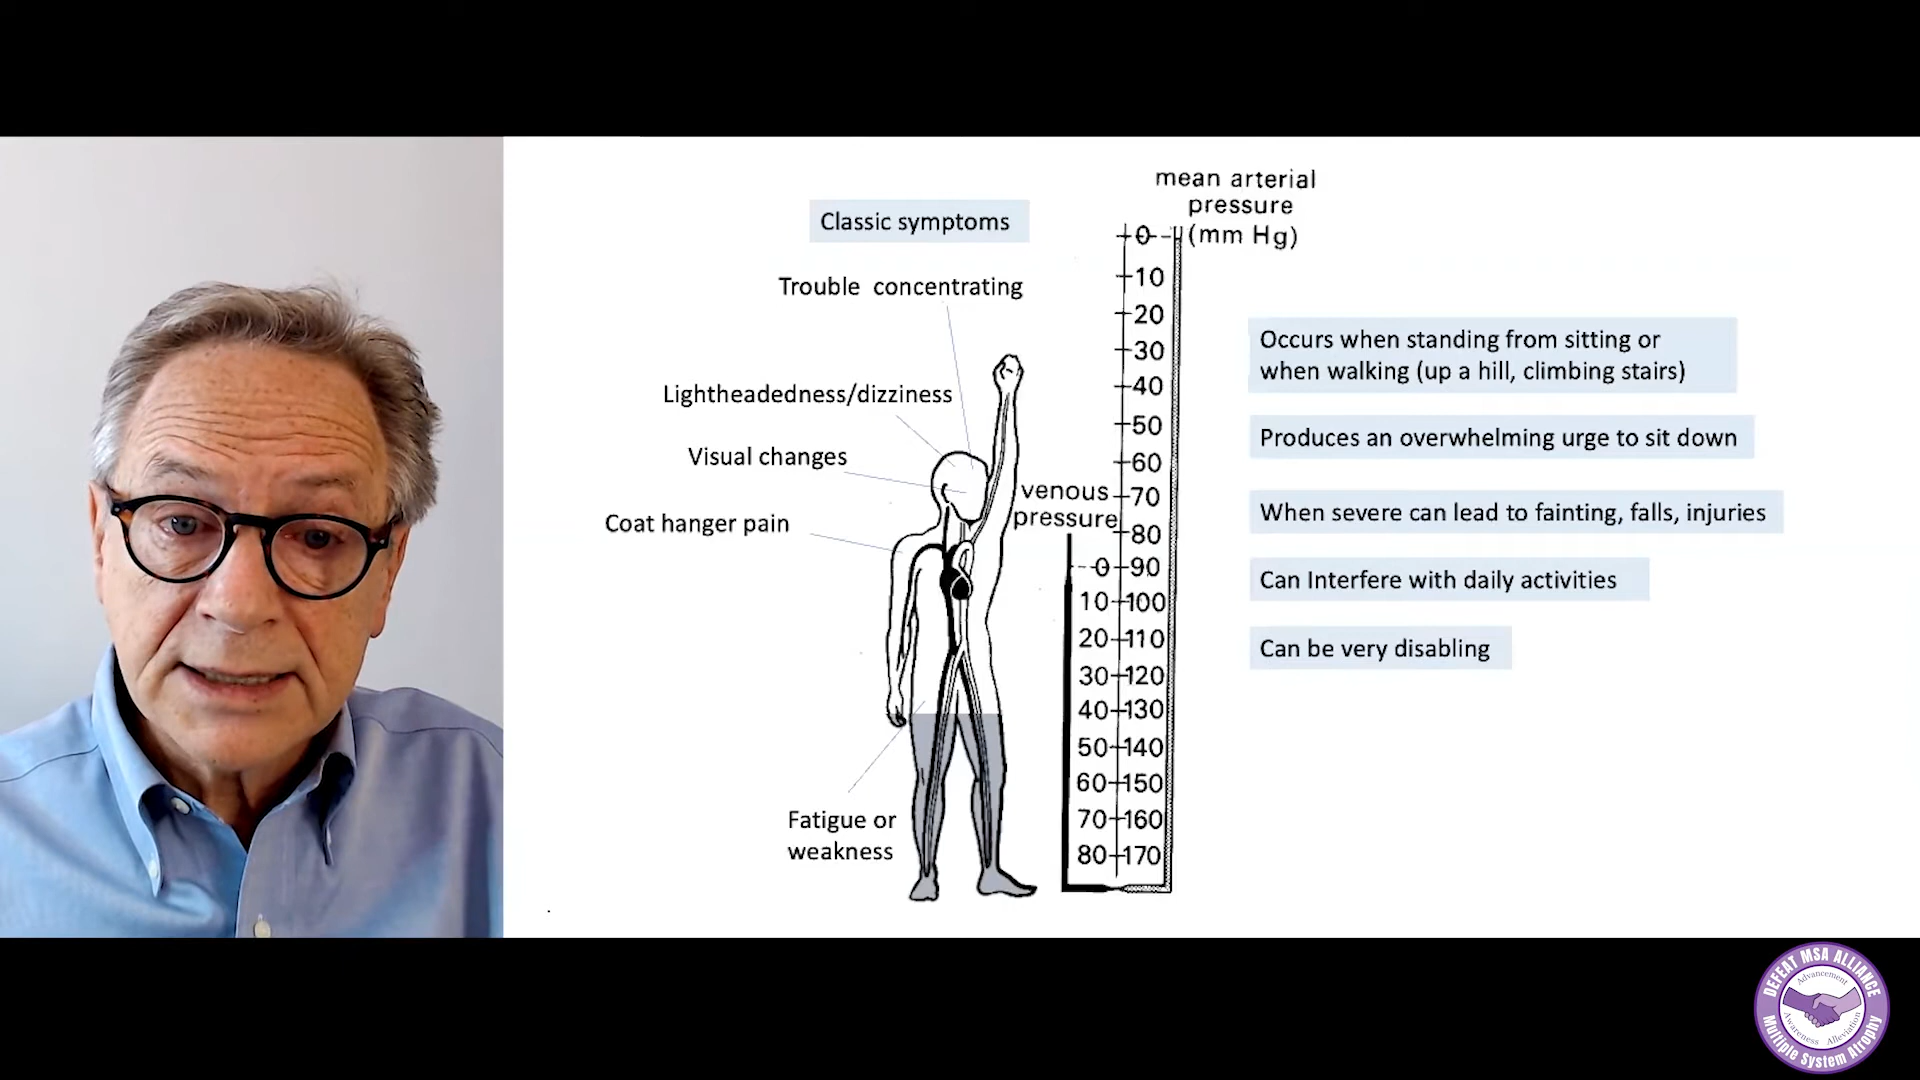 mean arterial
pressure
(mm Hg)
Classic symptoms
Trouble concentrating
Lightheadedness/dizziness
Visual changes
Coat hanger pain
Fatigue or
weakness
venous
pressure
0
10
20
30
40
50
60
70
80
0 90
10 100
20 110
30 120
40 130
50 140
60 150
70 160
80 170
Occurs when standing from sitting or
when walking (up a hill, climbing stairs)
Produces an overwhelming urge to sit down
When severe can lead to fainting, falls, injuries
Can Interfere with daily activities
Can be very disabling
DEFEAT MSA ALLIANCE
Advancement
Awareness Alleviation
Multiple System Atrophy